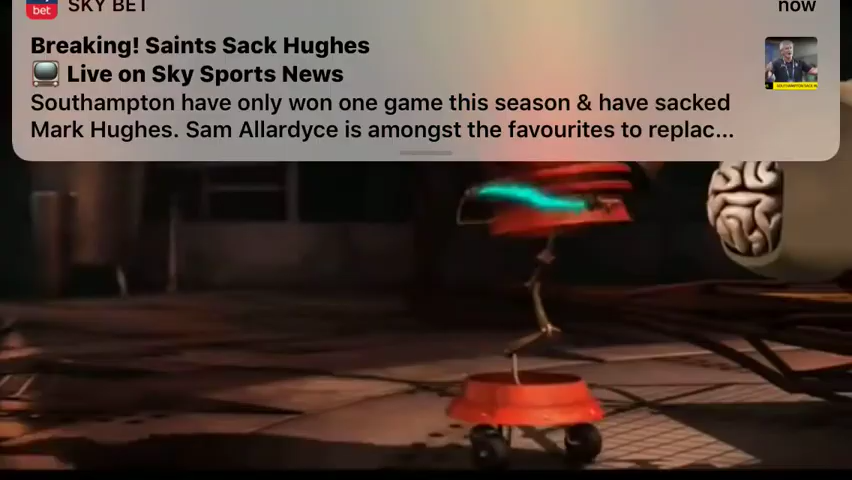 bet
SKY BET
now
Breaking! Saints Sack Hughes
Live on Sky Sports News
Southampton have only won one game this season & have sacked
Mark Hughes. Sam Allardyce is amongst the favourites to replac...